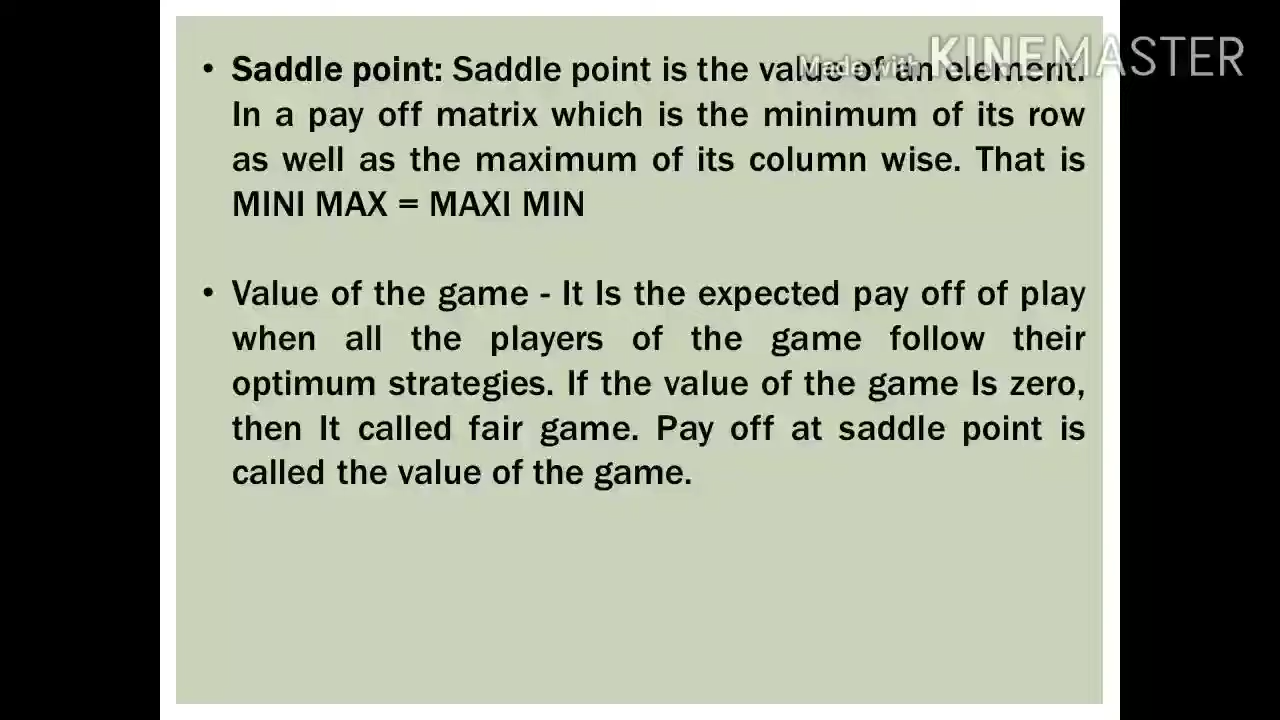 Made with KINEMASTER
• Saddle point: Saddle point is the value of an element.
In a pay off matrix which is the minimum of its row
as well as the maximum of its column wise. That is
MINI MAX = MAXI MIN
• Value of the game - It Is the expected pay off of play
when all the players of the game follow their
optimum strategies. If the value of the game Is zero,
then It called fair game. Pay off at saddle point is
called the value of the game.